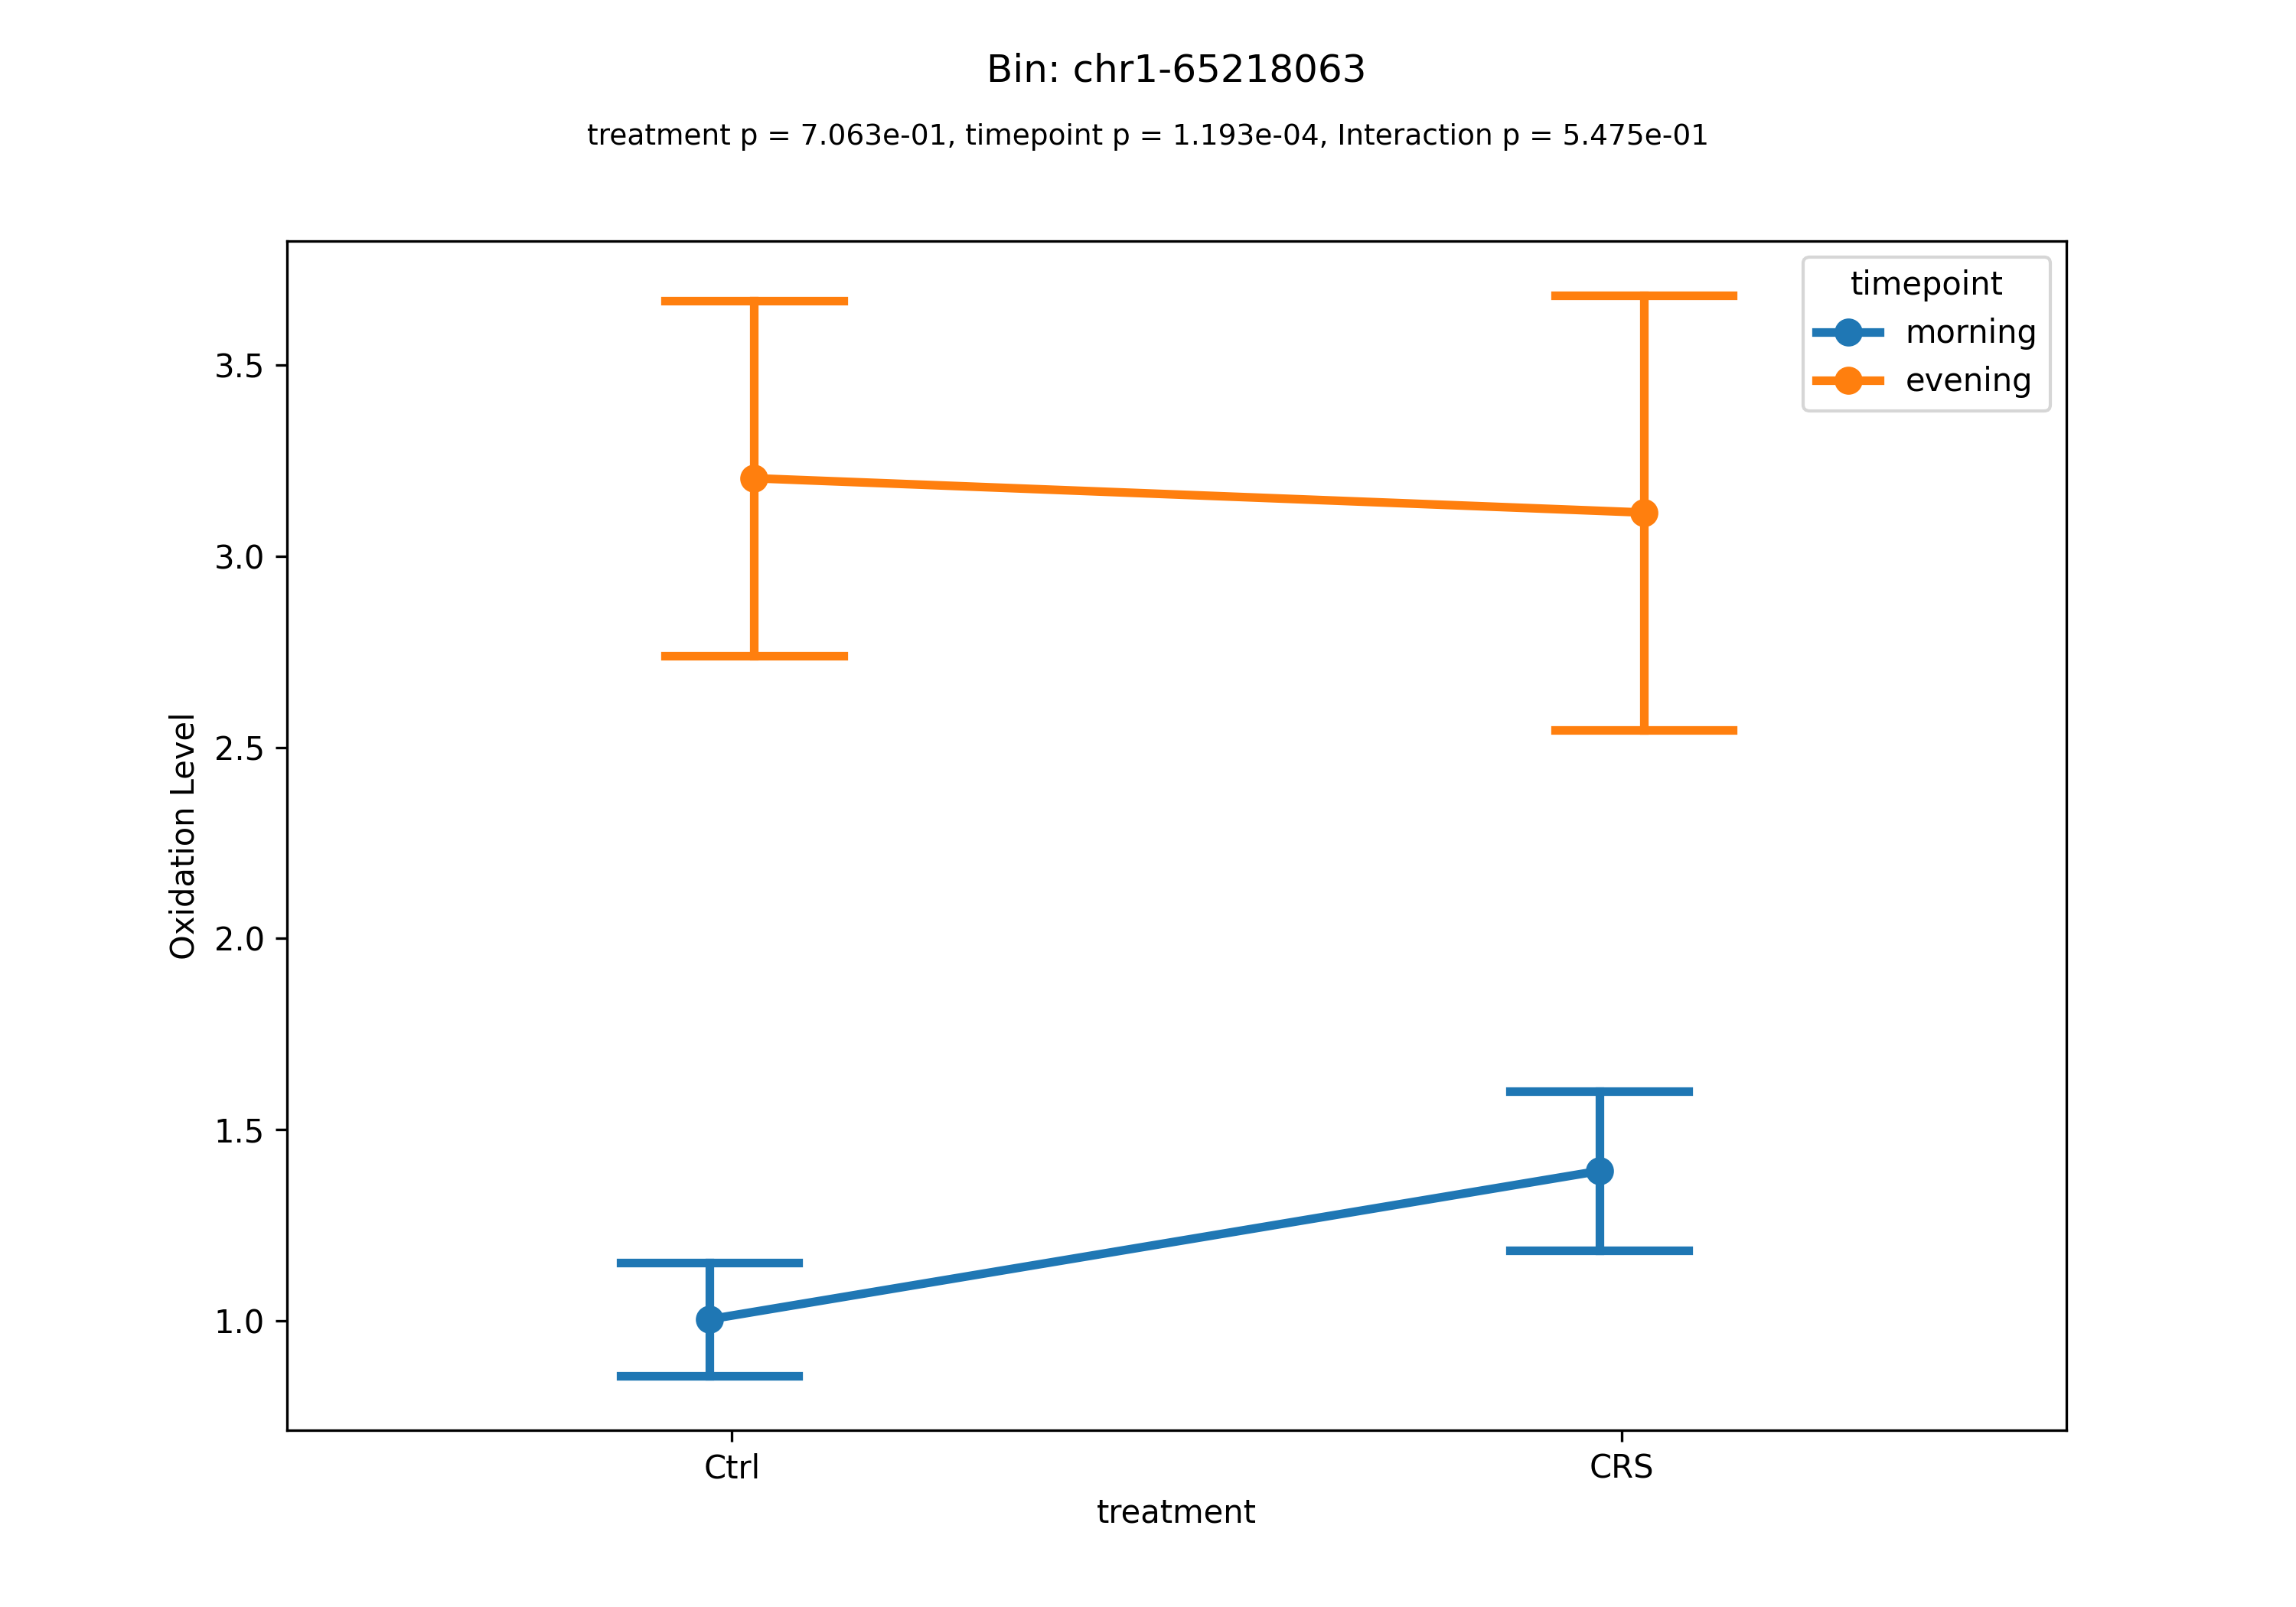 Bin: chr1-65218063
treatment p = 7.063e-01, timepoint p = 1.193e-04, Interaction p = 5.475e-01
timepoint
morning
evening
3.5
3.0
2.5
2.0
1.5
1.0
Oxidation Level
Ctrl
CRS
treatment